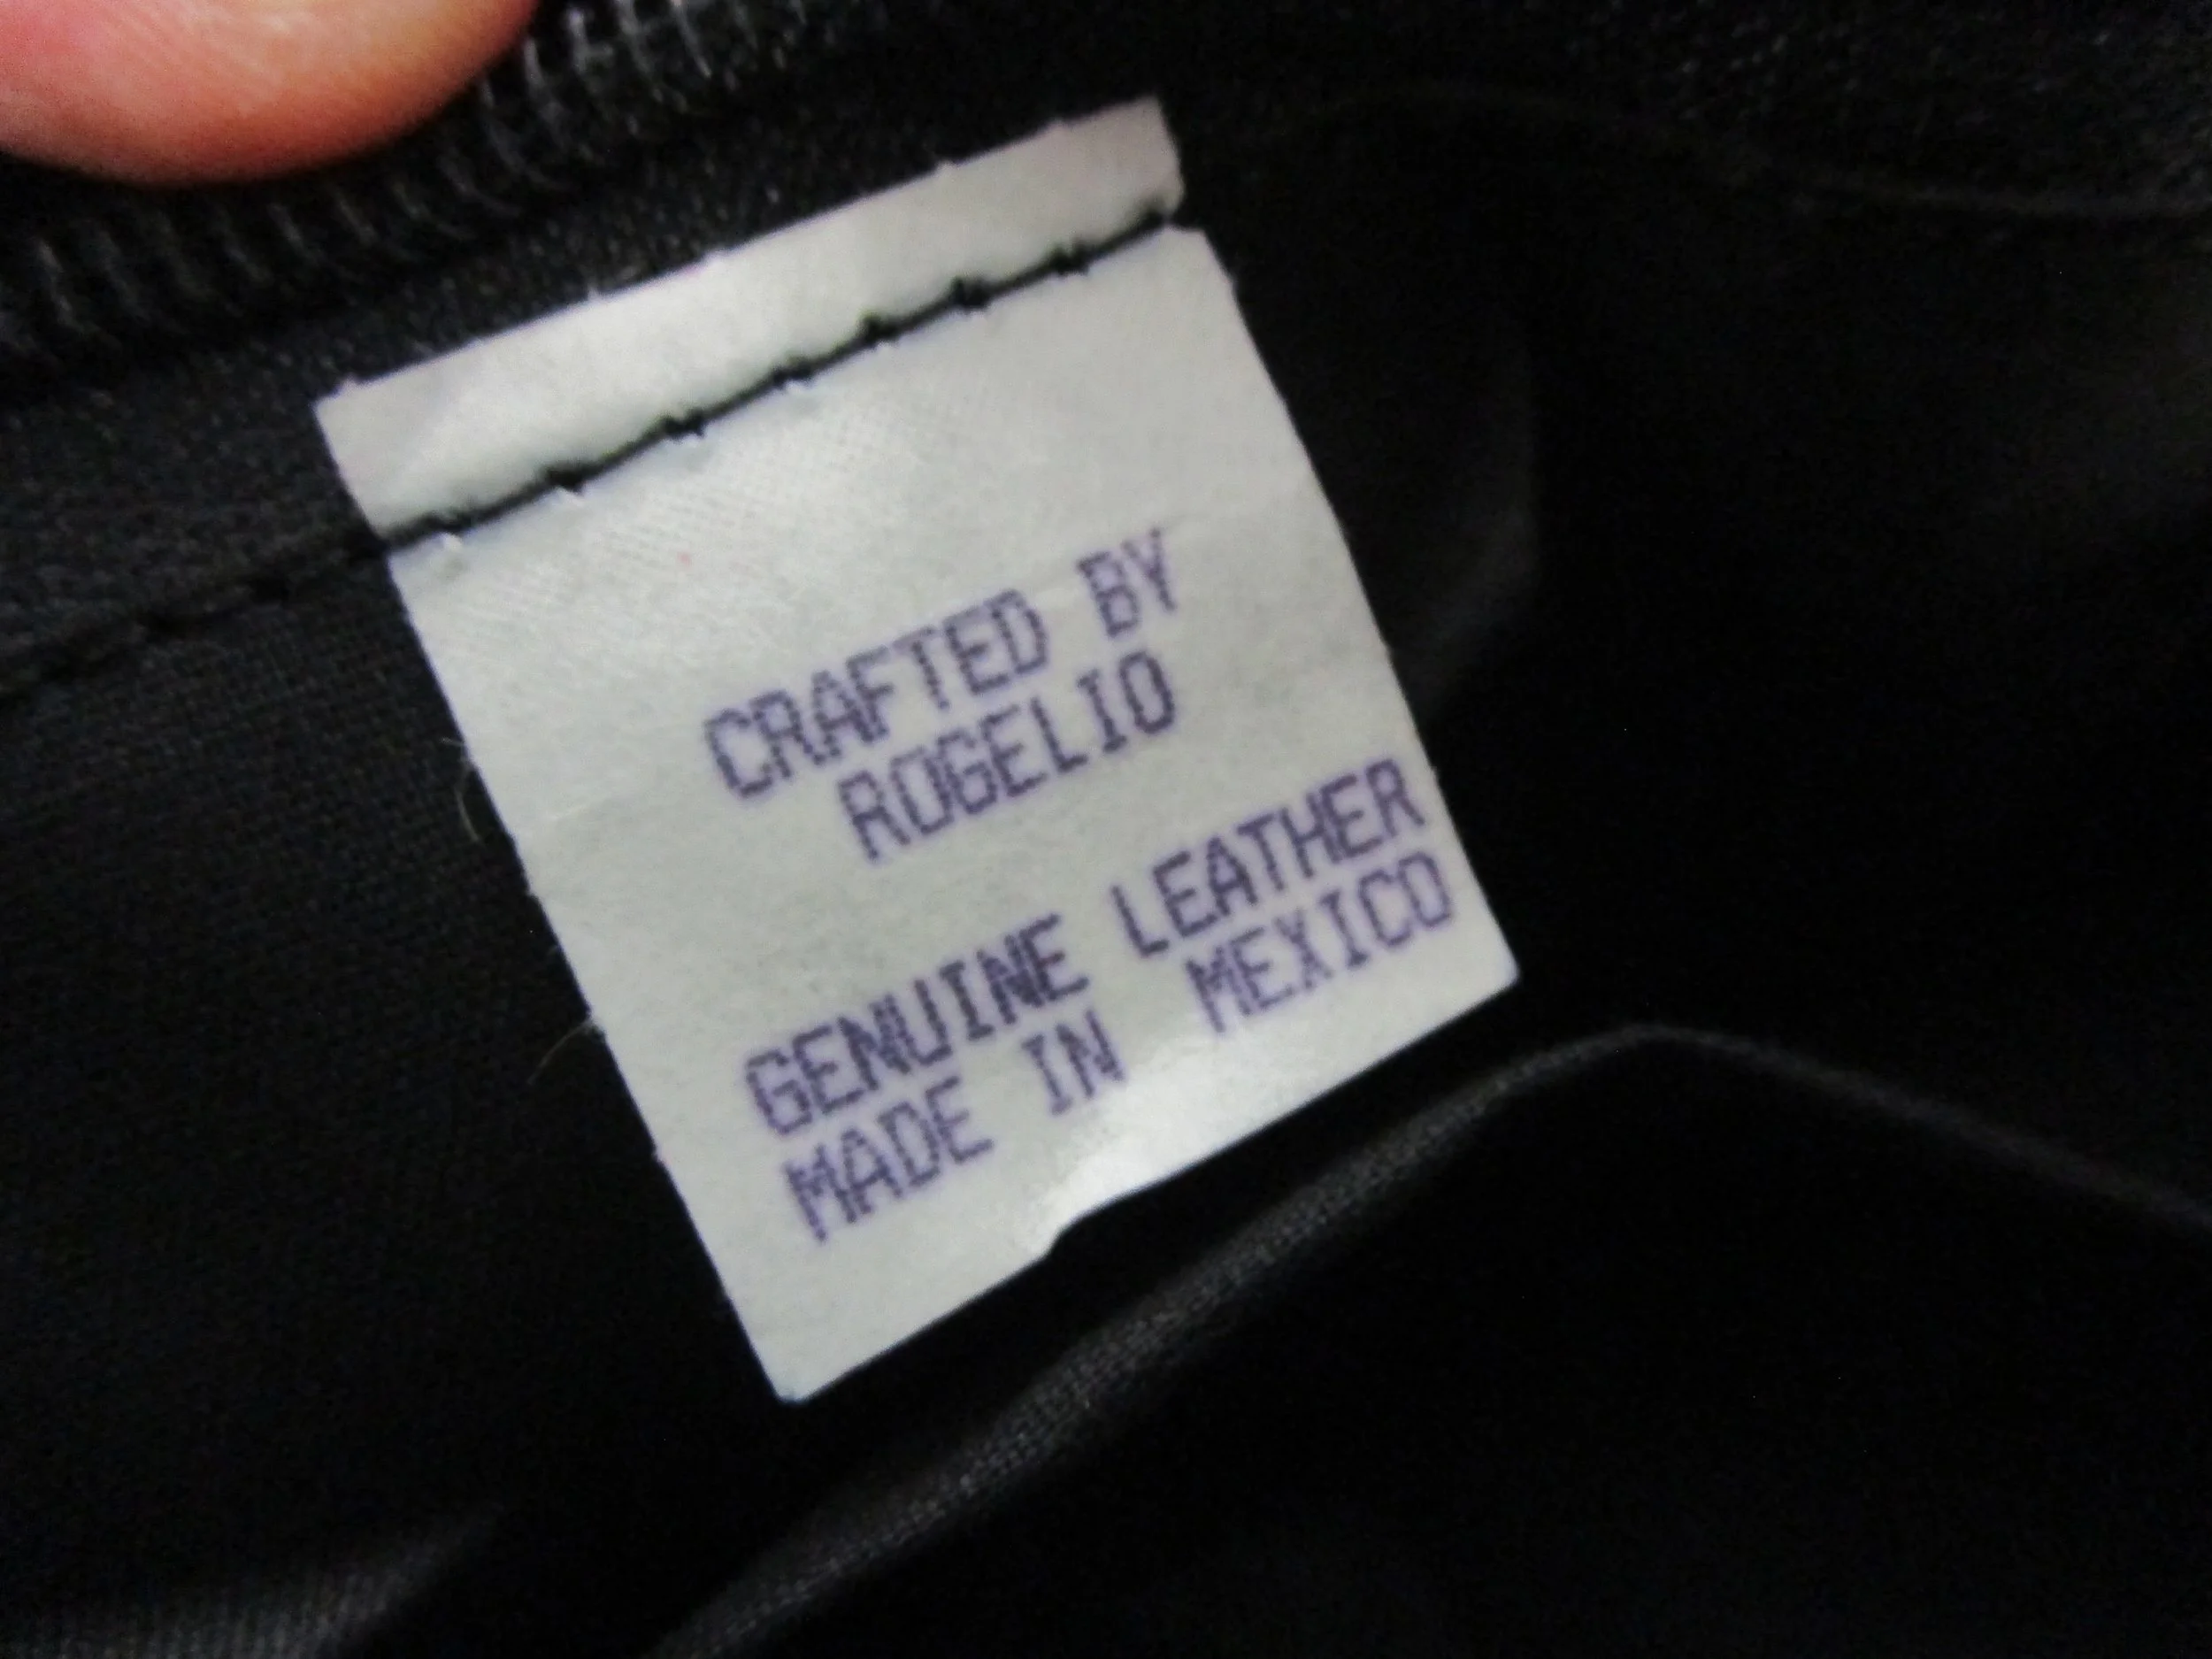 CRAFTED BY
ROGELIO
GENUINE LEATHER
MADE IN MEXICO